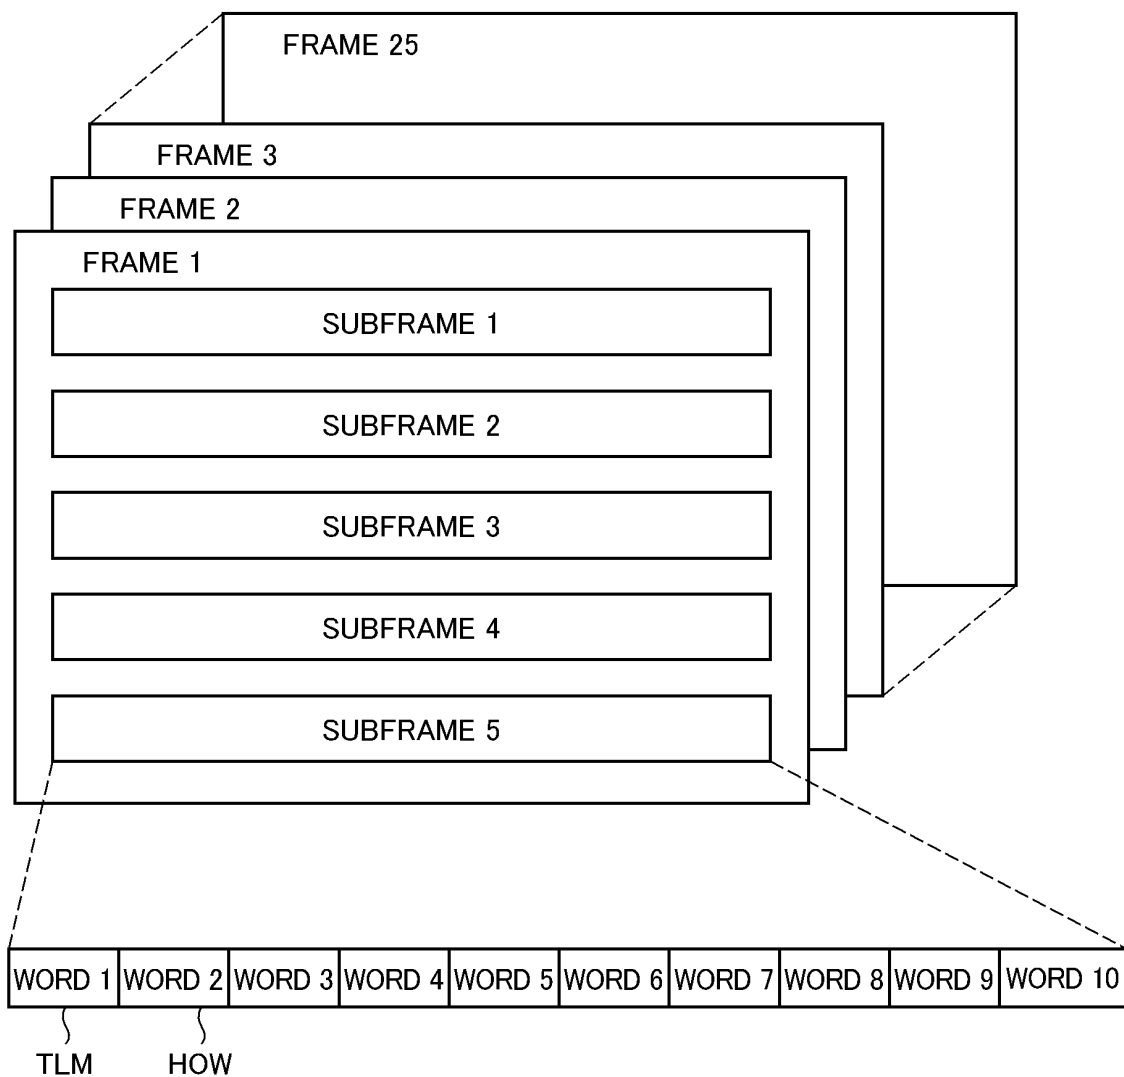 FRAME 25
FRAME 3
FRAME 2
FRAME 1
SUBFRAME 1
SUBFRAME 2
SUBFRAME 3
SUBFRAME 4
SUBFRAME 5
WORD 1 WORD 2 WORD 3 WORD 4 WORD 5 WORD 6 WORD 7 WORD 8 WORD 9 WORD 10
TLM HOW